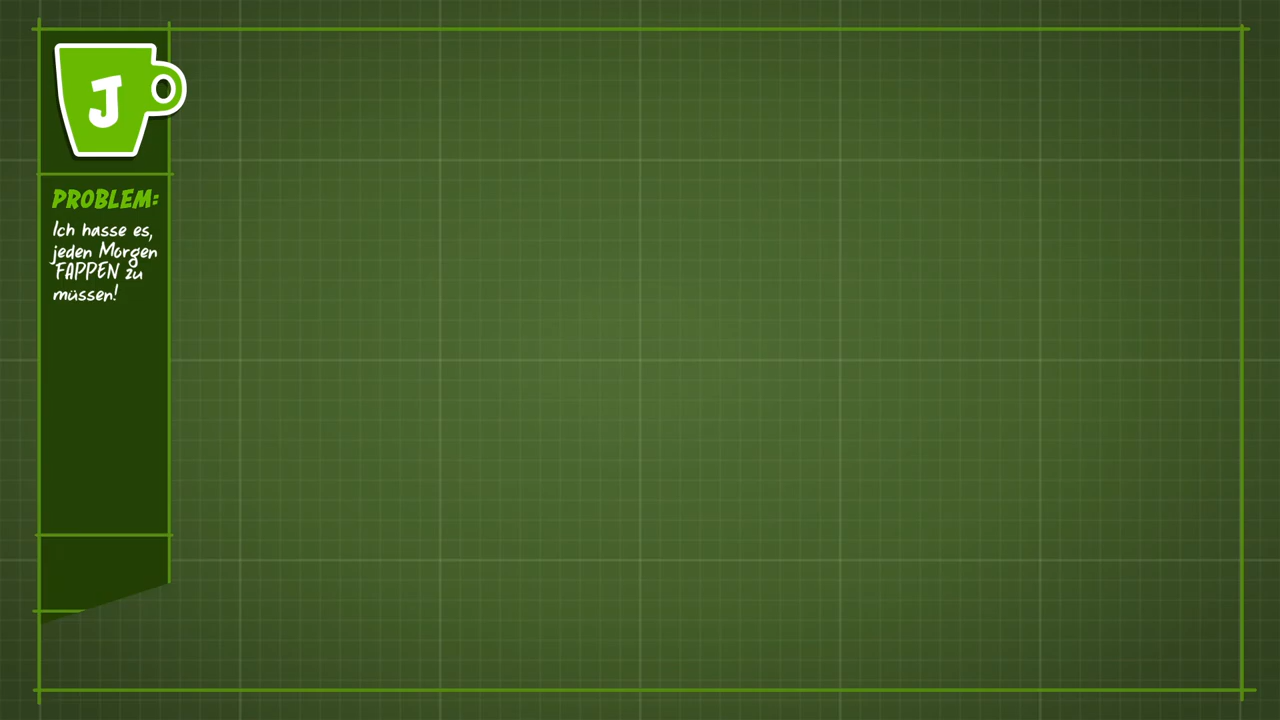 J
PROBLEM:
Ich hasse es,
jeden Morgen
FAPPEN zu
müssen!